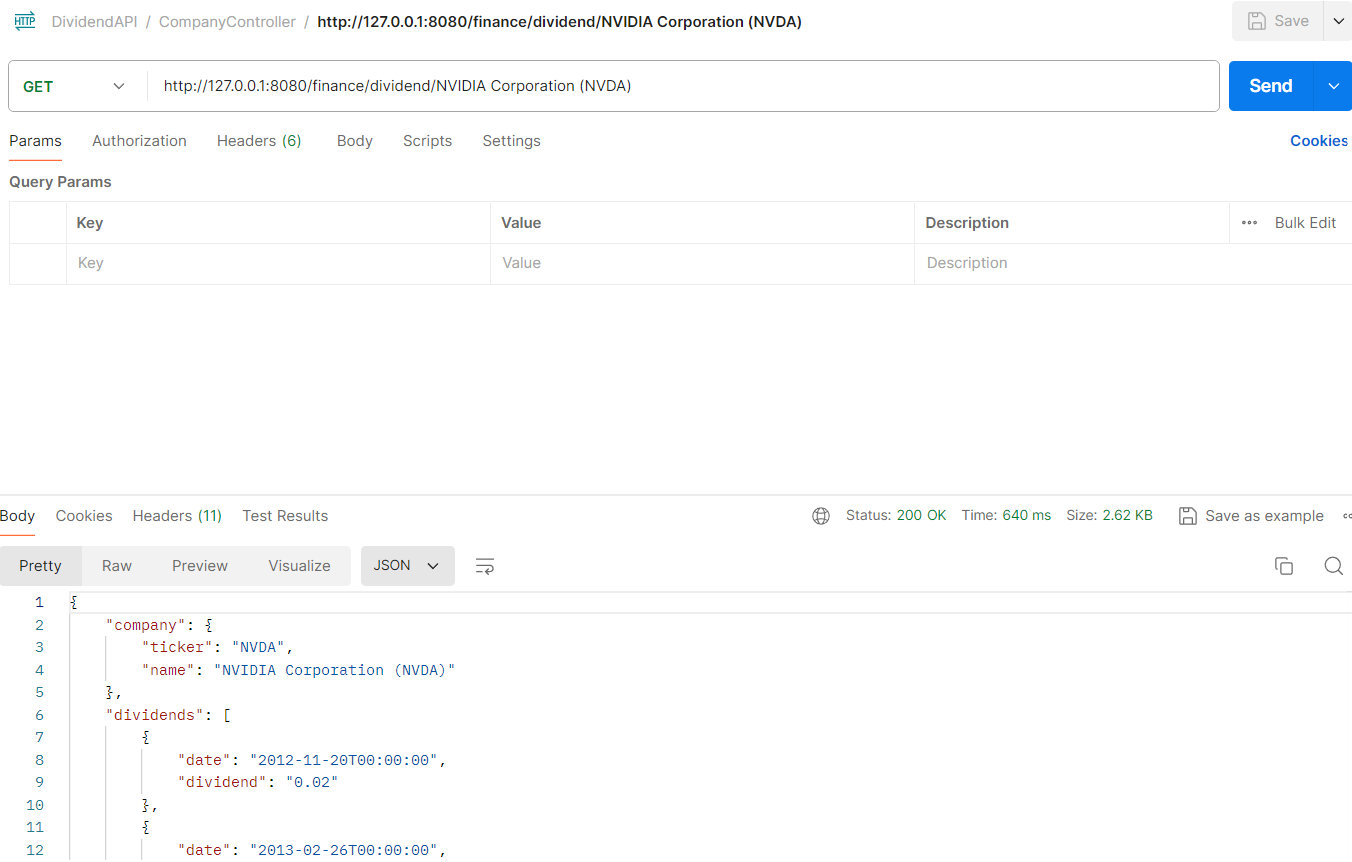 HTTP DividendAPI / CompanyController / http://127.0.0.1:8080/finance/dividend/NVIDIA Corporation (NVDA) Save
GET http://127.0.0.1:8080/finance/dividend/NVIDIA Corporation (NVDA) Send
Params Authorization Headers (6) Body Scripts Settings Cookies
Query Params
Key Value Description ••• Bulk Edit
Key Value Description
Body Cookies Headers (11) Test Results Status: 200 OK Time: 640 ms Size: 2.62 KB Save as example
Pretty Raw Preview Visualize JSON
1 {
2 "company": {
3 "ticker": "NVDA",
4 "name": "NVIDIA Corporation (NVDA)"
5 },
6 "dividends": [
7 {
8 "date": "2012-11-20T00:00:00",
9 "dividend": "0.02"
10 },
11 {
12 "date": "2013-02-26T00:00:00",